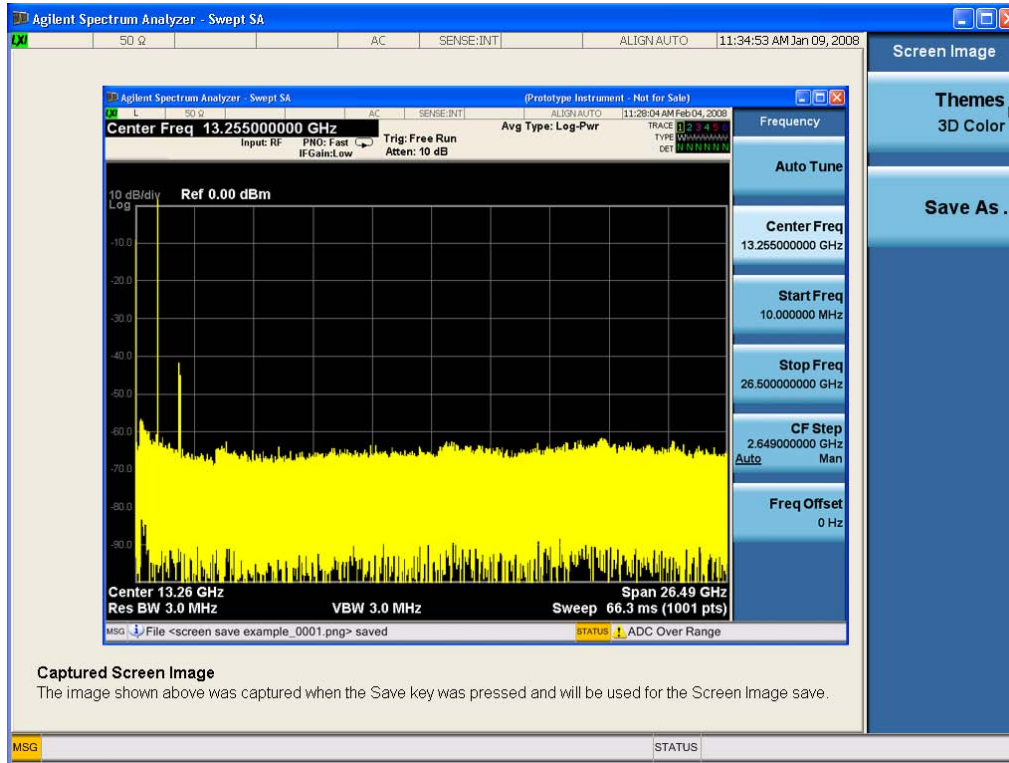 Agilent Spectrum Analyzer - Swept SA
LXI 50 Ω AC SENSE:INT ALIGN AUTO 11:34:53 AM Jan 09, 2008
Screen Image
Themes
3D Color
Save As .
Agilent Spectrum Analyzer - Swept SA (Prototype Instrument - Not for Sale)
LXI L 50 Ω AC SENSE:INT ALIGN AUTO 11:28:04 AM Feb 04, 2008
Center Freq 13.255000000 GHz
Input: RF PNO: Fast
IFGain:Low
Trig: Free Run
Atten: 10 dB
Avg Type: Log-Pwr
TRACE 1 2 3 4 5 6
TYPE WWWWWW
DET N N N N N N
Frequency
Auto Tune
Center Freq
13.255000000 GHz
Start Freq
10.000000 MHz
Stop Freq
26.500000000 GHz
CF Step
2.649000000 GHz
Auto Man
Freq Offset
0 Hz
10 dB/div Ref 0.00 dBm
Log
-10.0
-20.0
-30.0
-40.0
-50.0
-60.0
-70.0
-80.0
-90.0
Center 13.26 GHz Span 26.49 GHz
Res BW 3.0 MHz VBW 3.0 MHz Sweep 66.3 ms (1001 pts)
MSG File <screen save example_0001.png> saved STATUS ADC Over Range
Captured Screen Image
The image shown above was captured when the Save key was pressed and will be used for the Screen Image save.
MSG STATUS